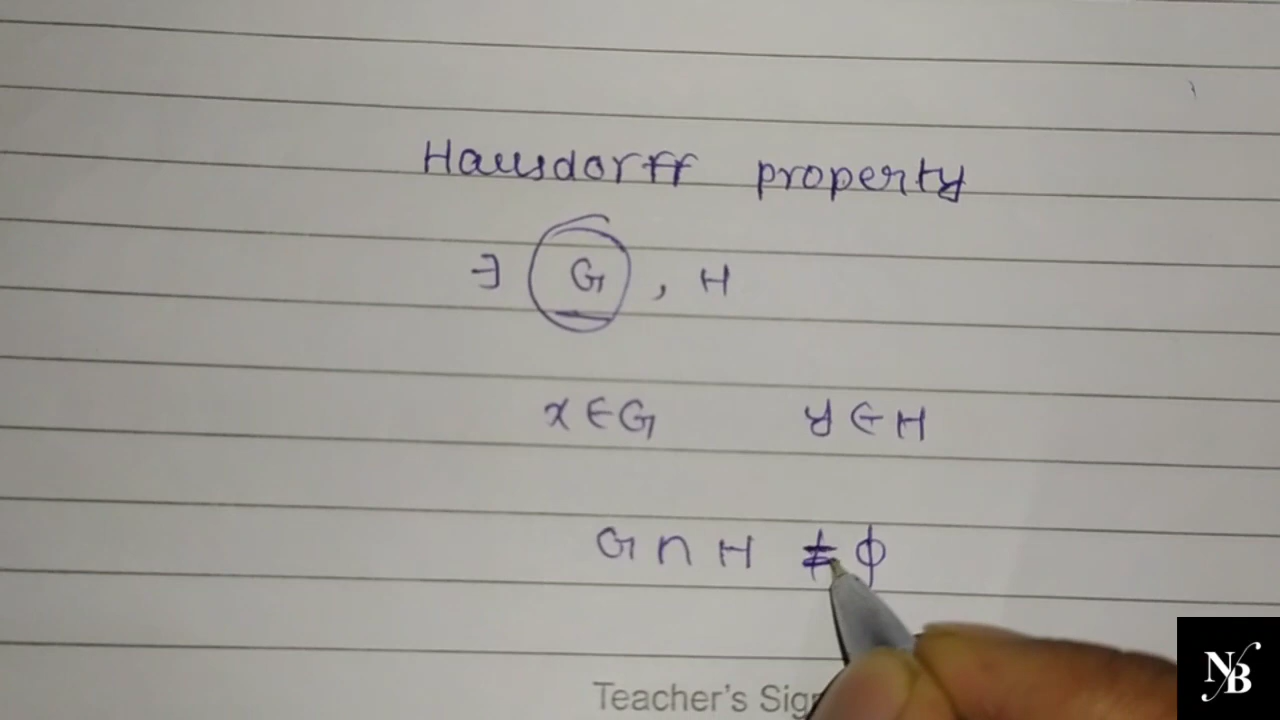 Hausdorff property
∃ G , H
x ∈ G y ∈ H
G ∩ H ≠ ϕ
Teacher's Sig
NB